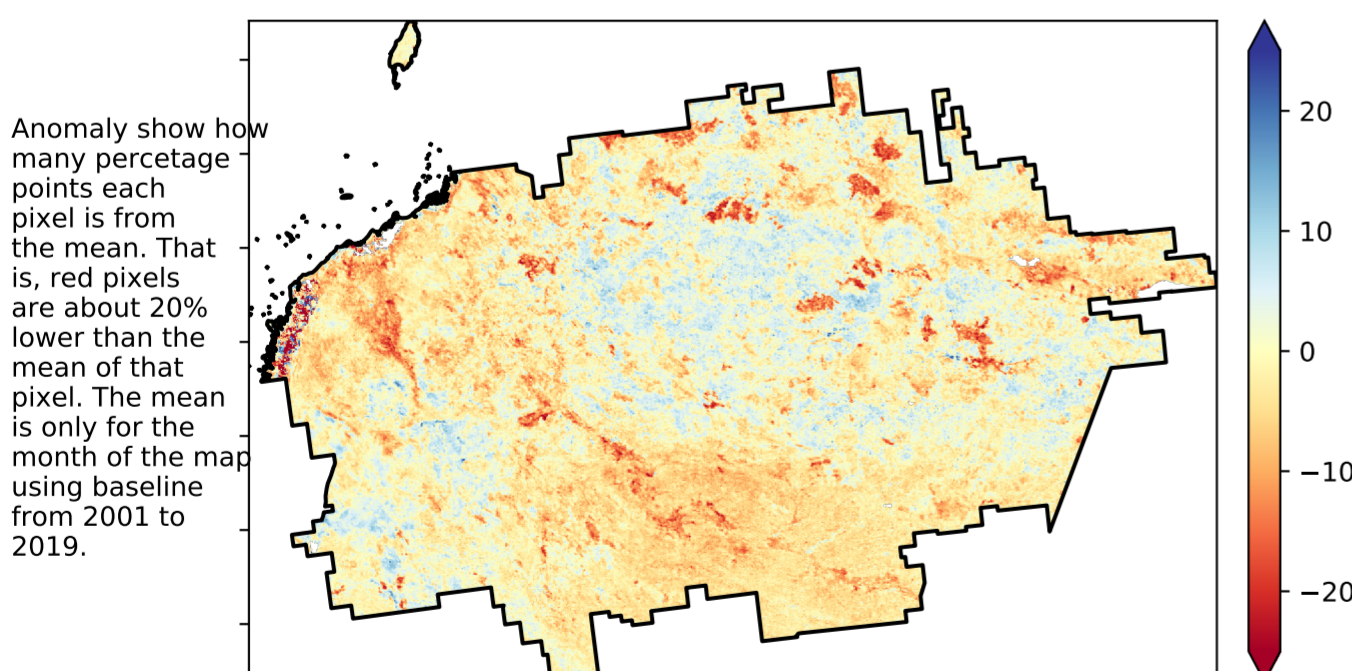 Anomaly show how
many percetage
points each
pixel is from
the mean. That
is, red pixels
are about 20%
lower than the
mean of that
pixel. The mean
is only for the
month of the map
using baseline
from 2001 to
2019.
20
10
0
−10
−20